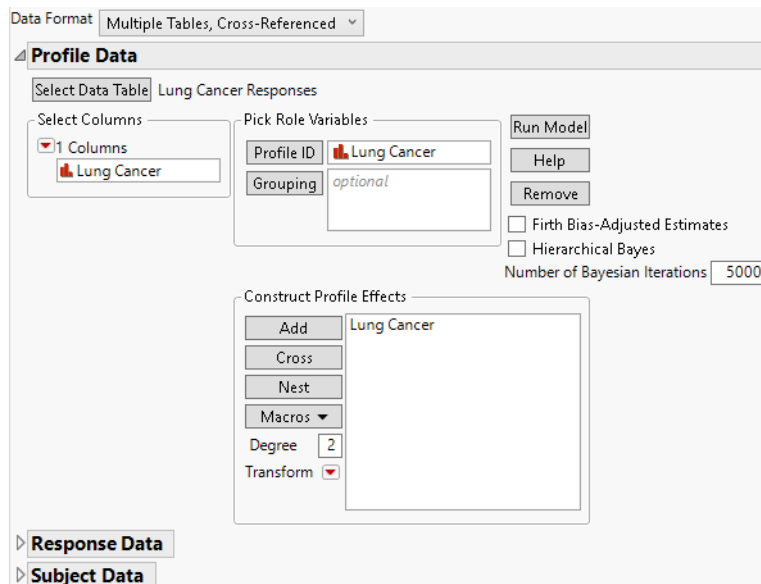 Data Format Multiple Tables, Cross-Referenced
Profile Data
Select Data Table Lung Cancer Responses
Select Columns
1 Columns
Lung Cancer
Pick Role Variables
Profile ID Lung Cancer
Grouping optional
Run Model
Help
Remove
Firth Bias-Adjusted Estimates
Hierarchical Bayes
Number of Bayesian Iterations 5000
Construct Profile Effects
Add
Cross
Nest
Macros
Degree 2
Transform
Lung Cancer
Response Data
Subject Data